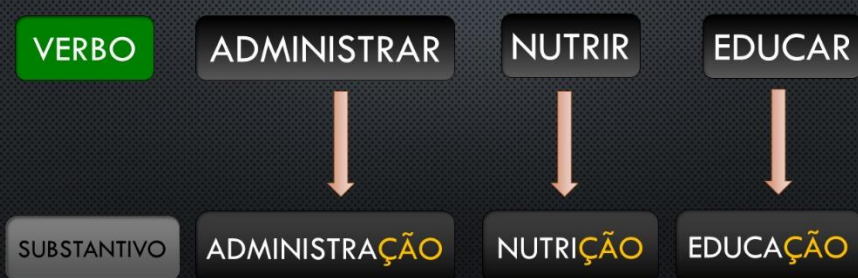 VERBO ADMINISTRAR NUTRIR EDUCAR
SUBSTANTIVO ADMINISTRAÇÃO NUTRIÇÃO EDUCAÇÃO